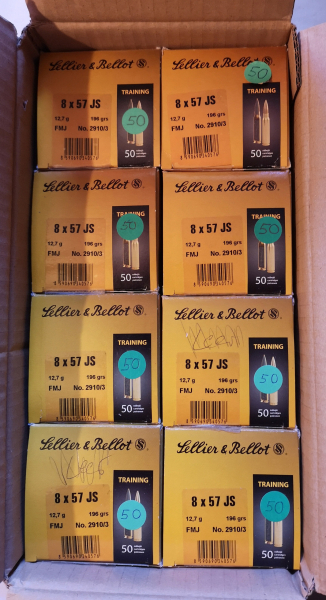 Sellier & Bellot S
TRAINING
8 x 57 JS
50
12,7 g 196 grs
FMJ No. 2910/3
50
Sellier & Bellot S
50
TRAINING
8 x 57 JS
12,7 g 196 grs
FMJ No. 2910/3
50
Sellier & Bellot S
TRAINING
8 x 57 JS
50
12,7 g 196 grs
FMJ No. 2910/3
50
Sellier & Bellot S
TRAINING
8 x 57 JS
50
12,7 g 196 grs
FMJ No. 2910/3
50
Sellier & Bellot S
TRAINING
8 x 57 JS
50
12,7 g 196 grs
FMJ No. 2910/3
50
Sellier & Bellot S
TRAINING
8 x 57 JS
50
12,7 g 196 grs
FMJ No. 2910/3
50
Sellier & Bellot S
TRAINING
8 x 57 JS
50
12,7 g 196 grs
FMJ No. 2910/3
50
Sellier & Bellot S
TRAINING
8 x 57 JS
50
12,7 g 196 grs
FMJ No. 2910/3
50